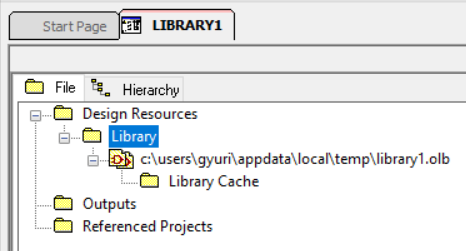 Start Page LIBRARY1
File Hierarchy
Design Resources
Library
c:\users\gyuri\appdata\local\temp\library1.olb
Library Cache
Outputs
Referenced Projects